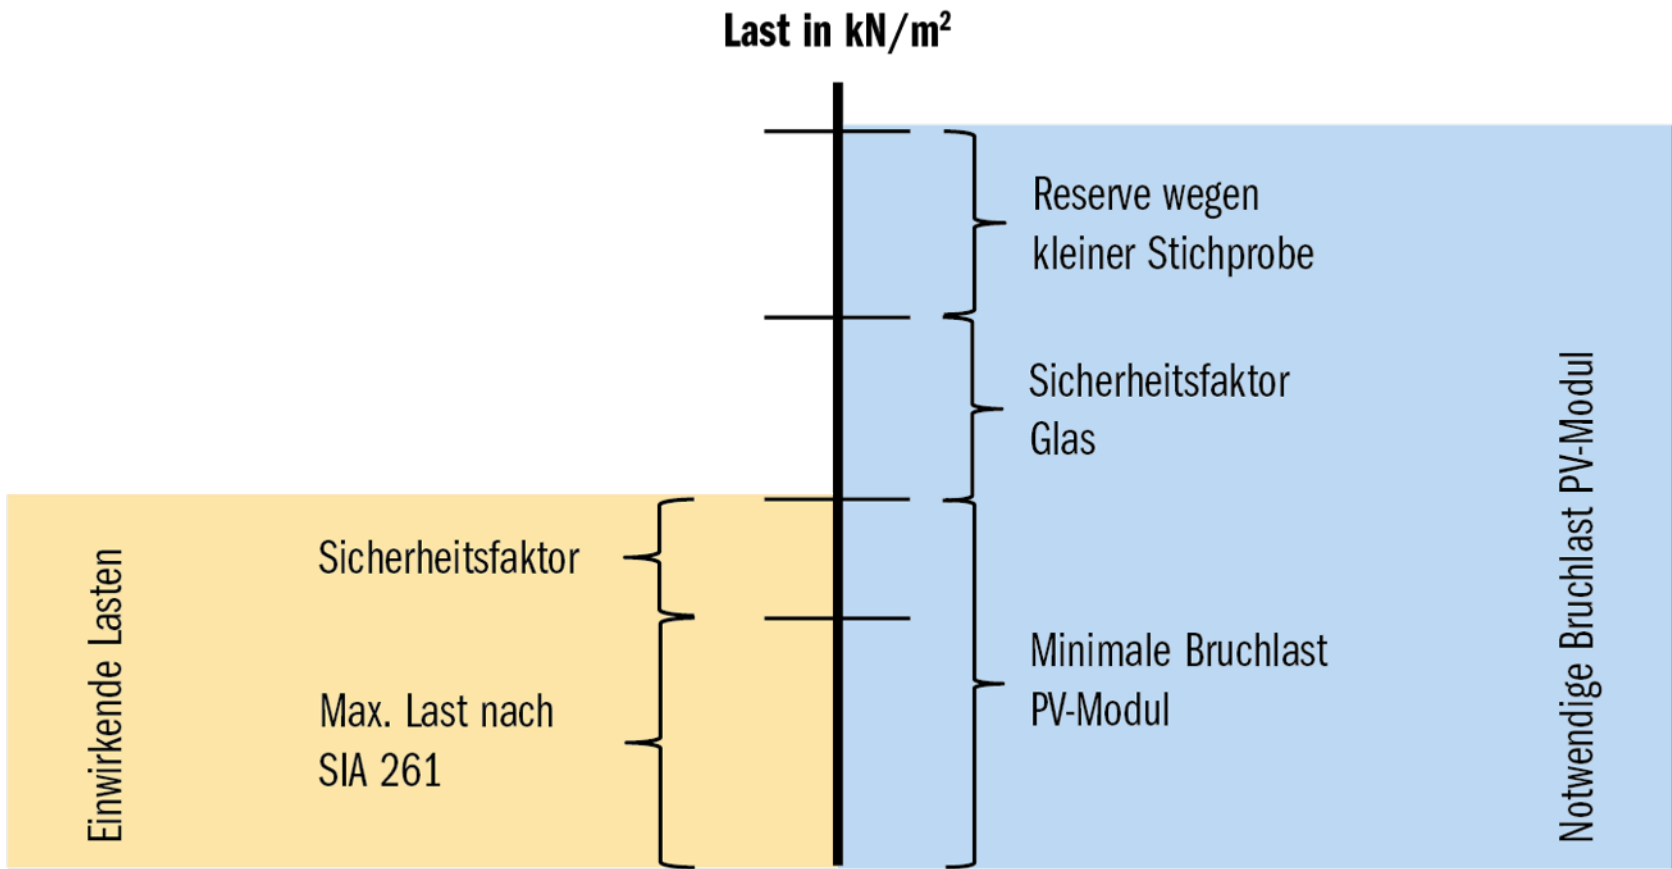 Last in kN/m²
Reserve wegen
kleiner Stichprobe
Sicherheitsfaktor
Glas
Sicherheitsfaktor
Minimale Bruchlast
PV-Modul
Max. Last nach
SIA 261
Einwirkende Lasten
Notwendige Bruchlast PV-Modul